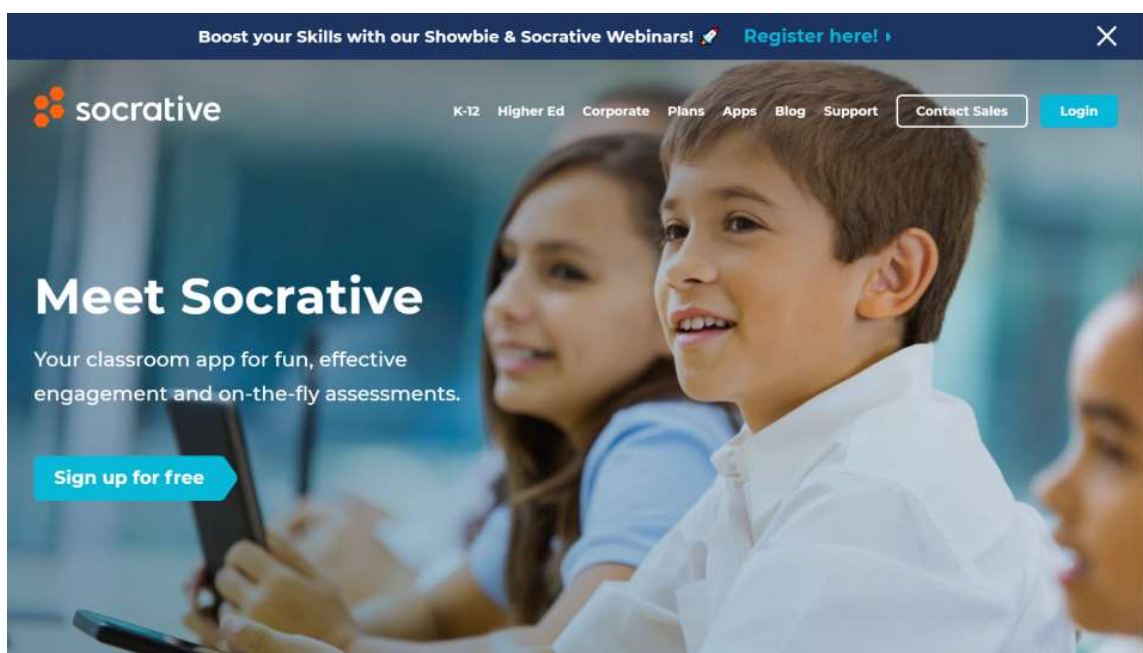 Boost your Skills with our Showbie & Socrative Webinars! 🚀 Register here! ›
socrative
K-12 Higher Ed Corporate Plans Apps Blog Support Contact Sales Login
Meet Socrative
Your classroom app for fun, effective
engagement and on-the-fly assessments.
Sign up for free